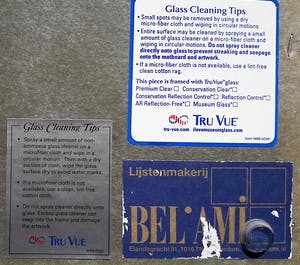 Glass Cleaning Tips
• Small spots may be removed by using a dry
micro-fiber cloth and wiping in circular motions.
• Entire surface may be cleaned by spraying a small
amount of glass cleaner on a micro-fiber cloth and
wiping in circular motions. Do not spray cleaner
directly onto glass to prevent streaking and seepage
onto the matboard and artwork.
• If a micro-fiber cloth is not available, use a lint-free
clean cotton rag.
This piece is framed with Tru Vue® glass:
Premium Clear Conservation Clear®
Conservation Reflection Control® Reflection Control®
AR Reflection-Free® Museum Glass®
TRU VUE®
tru-vue.com ilovemuseumglass.com
Glass Cleaning Tips
• Spray a small amount of non-
ammonia glass cleaner on a
microfiber cloth and wipe in a
circular motion. Then with a dry
section of cloth, wipe the glass
surface dry to avoid water marks.
• If a microfiber cloth is not
available, use a clean, lint free
cotton cloth.
• Do not spray cleaner directly onto
glass. Excess glass cleaner can
seep into the frame and damage
the artwork.
TRU VUE
Lijstenmakerij
BEL·AMI
Elandsgracht 91, 1016 T